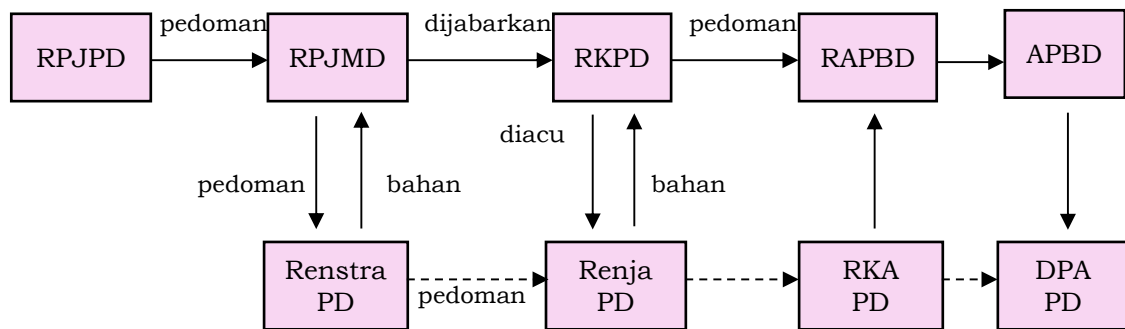 pedoman
dijabarkan
pedoman
RPJPD
RPJMD
RKPD
RAPBD
APBD
diacu
pedoman
bahan
bahan
Renstra
PD
pedoman
Renja
PD
RKA
PD
DPA
PD